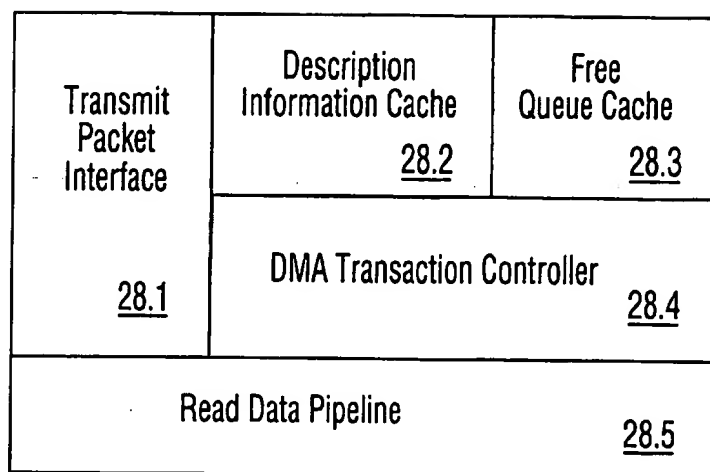 Transmit
Packet
Interface
28.1
Description
Information Cache
28.2
Free
Queue Cache
28.3
DMA Transaction Controller
28.4
Read Data Pipeline
28.5